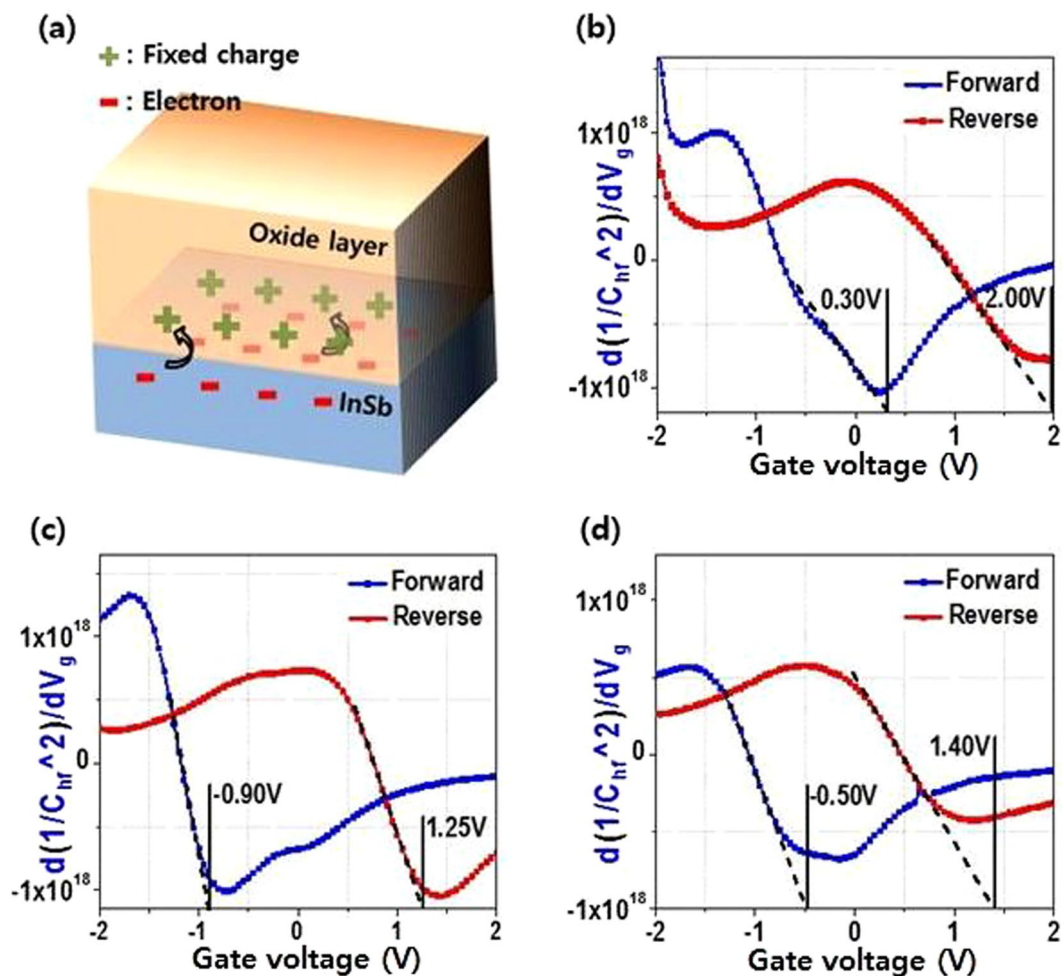 (a)
+ : Fixed charge
- : Electron
Oxide layer
InSb
(b)
d(1/C_hf^2)/dV_g
1x10^18
0
-1x10^18
Forward
Reverse
0.30V
2.00V
-2 -1 0 1 2
Gate voltage (V)
(c)
d(1/C_hf^2)/dV_g
1x10^18
0
-1x10^18
Forward
Reverse
-0.90V
1.25V
-2 -1 0 1 2
Gate voltage (V)
(d)
d(1/C_hf^2)/dV_g
1x10^18
0
-1x10^18
Forward
Reverse
-0.50V
1.40V
-2 -1 0 1 2
Gate voltage (V)